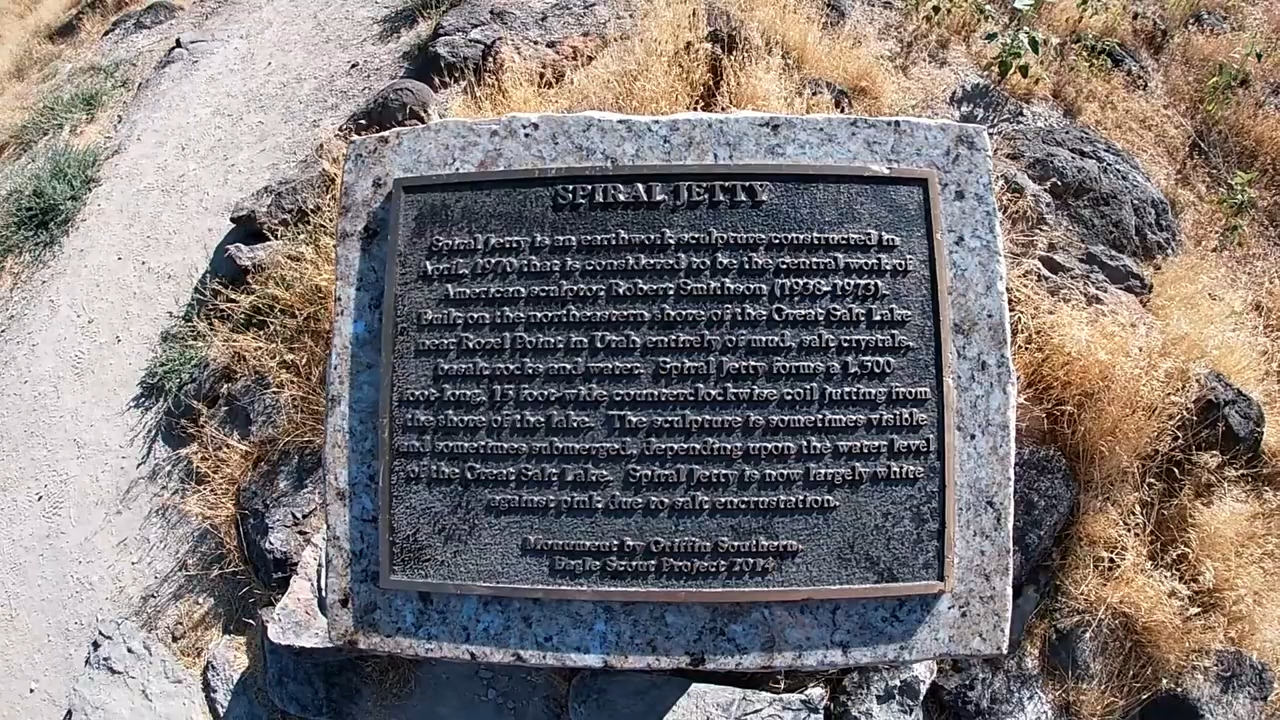 SPIRAL JETTY
Spiral Jetty is an earthwork sculpture constructed in
April, 1970 that is considered to be the central work of
American sculptor Robert Smithson (1938-1973).
Built on the northeastern shore of the Great Salt Lake
near Rozel Point in Utah entirely of mud, salt crystals,
basalt rocks and water. Spiral Jetty forms a 1,500
foot long, 15 foot wide counterclockwise coil jutting from
the shore of the lake. The sculpture is sometimes visible
and sometimes submerged, depending upon the water level
of the Great Salt Lake. Spiral Jetty is now largely white
against pink due to salt encrustation.
Monument by Griffin Southern,
Eagle Scout Project 2014